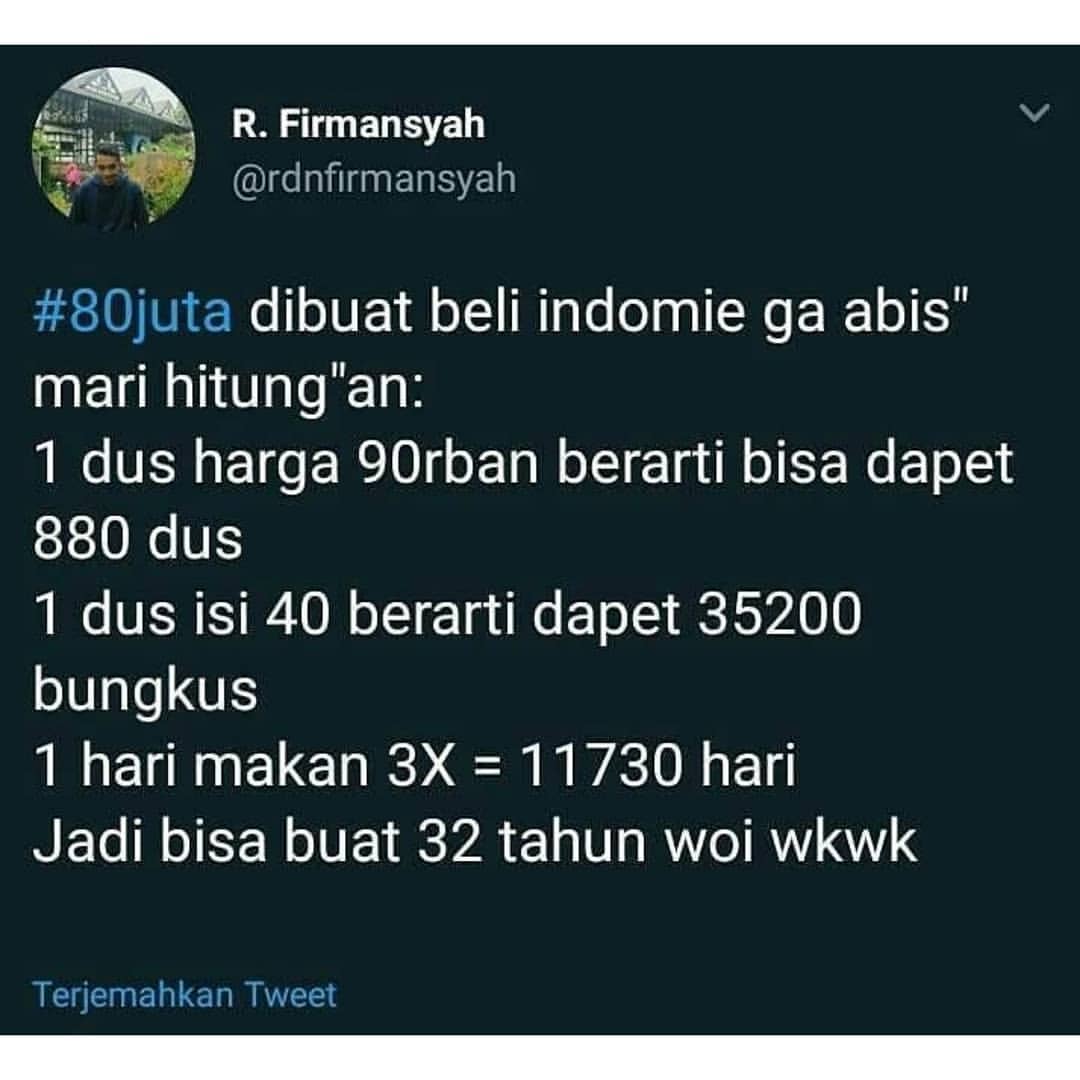 R. Firmansyah
@rdnfirmansyah
#80juta dibuat beli indomie ga abis"
mari hitung"an:
1 dus harga 90rban berarti bisa dapet
880 dus
1 dus isi 40 berarti dapet 35200
bungkus
1 hari makan 3X = 11730 hari
Jadi bisa buat 32 tahun woi wkwk
Terjemahkan Tweet